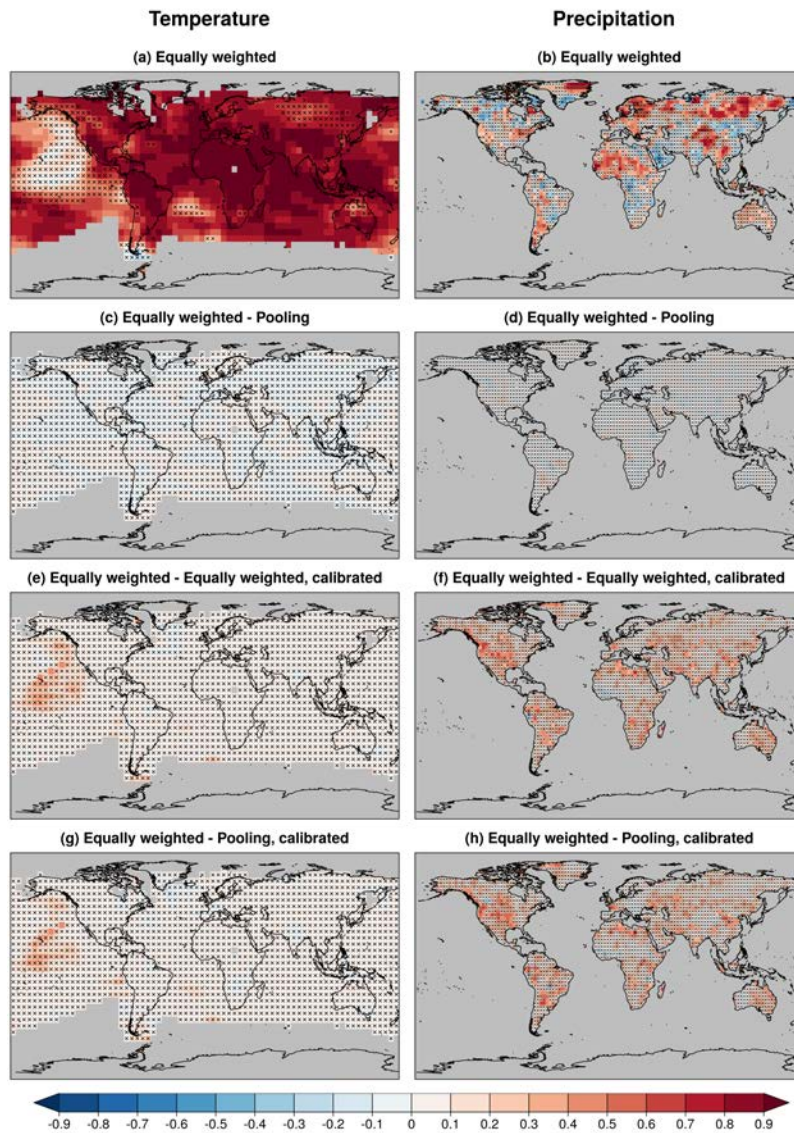 Temperature
Precipitation
(a) Equally weighted
(b) Equally weighted
(c) Equally weighted - Pooling
(d) Equally weighted - Pooling
(e) Equally weighted - Equally weighted, calibrated
(f) Equally weighted - Equally weighted, calibrated
(g) Equally weighted - Pooling, calibrated
(h) Equally weighted - Pooling, calibrated
-0.9 -0.8 -0.7 -0.6 -0.5 -0.4 -0.3 -0.2 -0.1 0 0.1 0.2 0.3 0.4 0.5 0.6 0.7 0.8 0.9